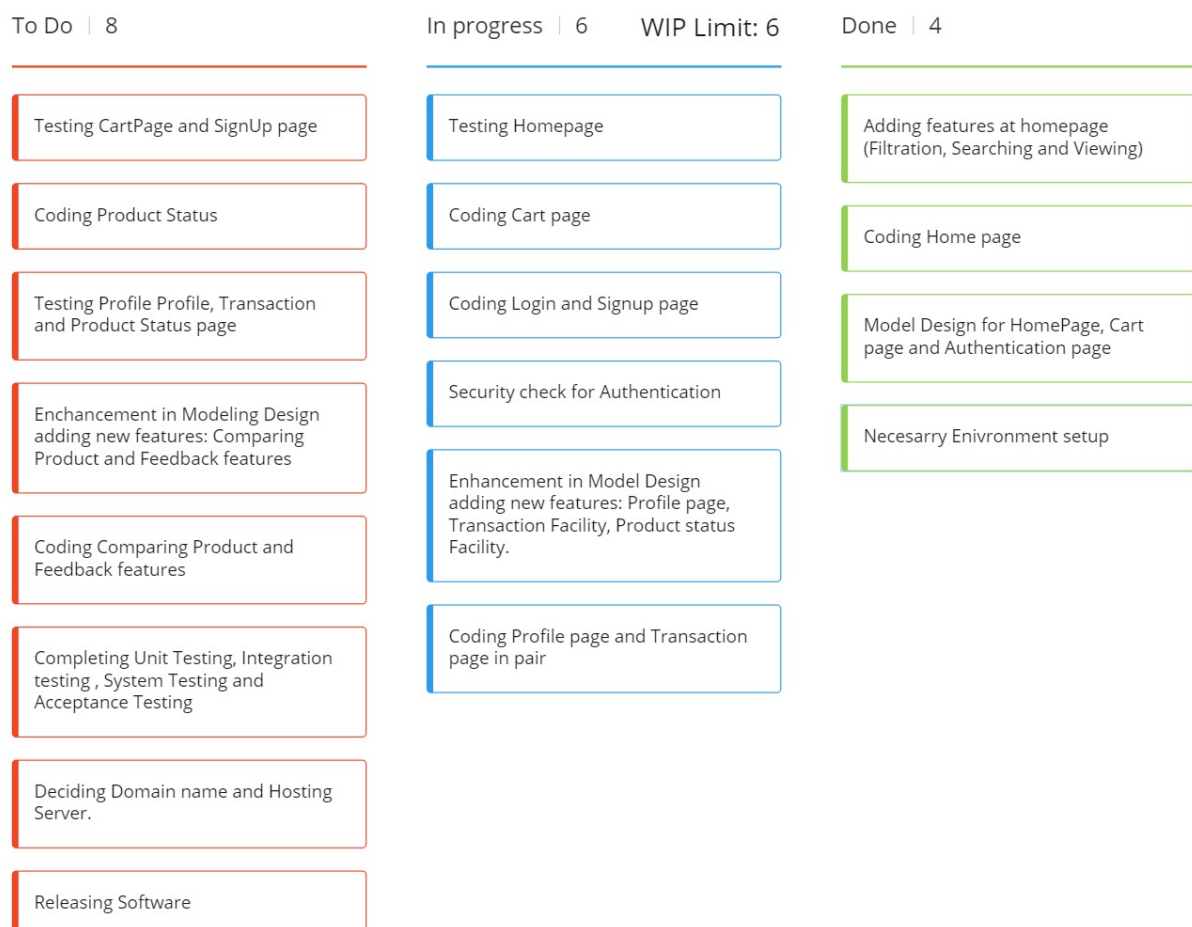 To Do | 8
Testing CartPage and SignUp page
Coding Product Status
Testing Profile Profile, Transaction
and Product Status page
Enchancement in Modeling Design
adding new features: Comparing
Product and Feedback features
Coding Comparing Product and
Feedback features
Completing Unit Testing, Integration
testing , System Testing and
Acceptance Testing
Deciding Domain name and Hosting
Server.
Releasing Software
In progress | 6 WIP Limit: 6
Testing Homepage
Coding Cart page
Coding Login and Signup page
Security check for Authentication
Enhancement in Model Design
adding new features: Profile page,
Transaction Facility, Product status
Facility.
Coding Profile page and Transaction
page in pair
Done | 4
Adding features at homepage
(Filtration, Searching and Viewing)
Coding Home page
Model Design for HomePage, Cart
page and Authentication page
Necesarry Enivronment setup